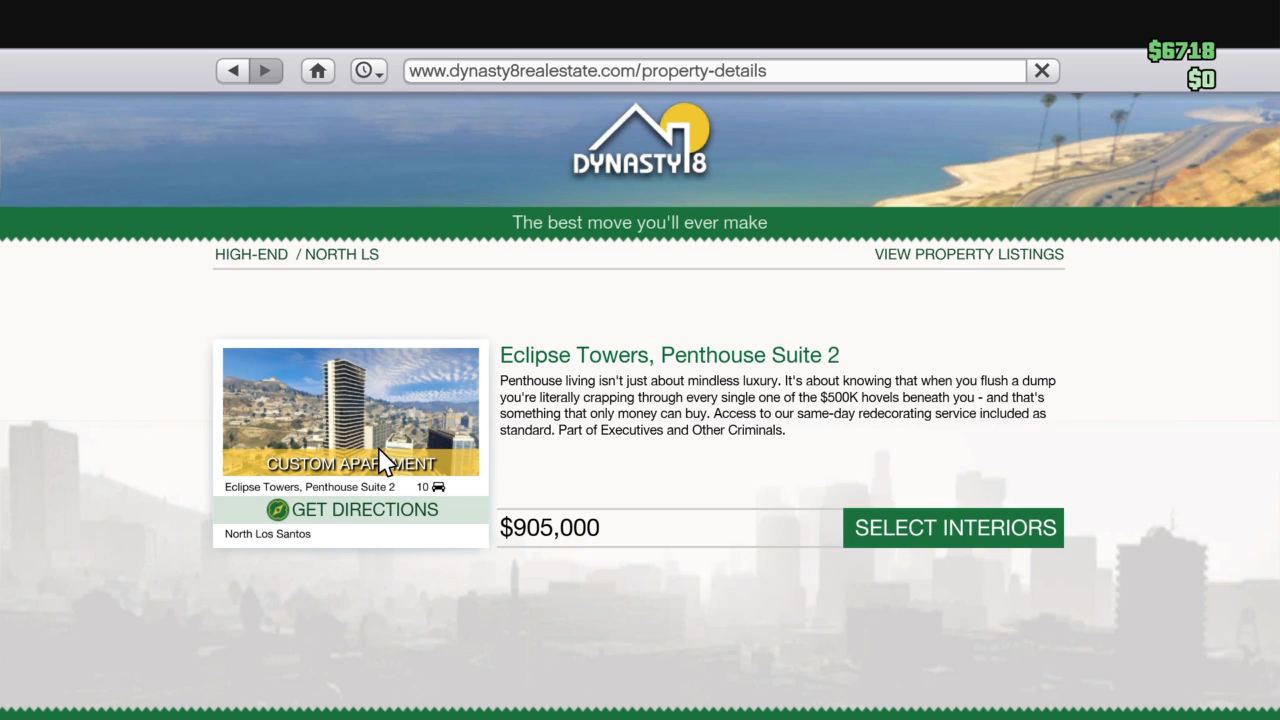 $6718
www.dynasty8realestate.com/property-details
$0
DYNASTY8
The best move you'll ever make
HIGH-END / NORTH LS
VIEW PROPERTY LISTINGS
CUSTOM APARTMENT
Eclipse Towers, Penthouse Suite 2 10
GET DIRECTIONS
North Los Santos
Eclipse Towers, Penthouse Suite 2
Penthouse living isn't just about mindless luxury. It's about knowing that when you flush a dump
you're literally crapping through every single one of the $500K hovels beneath you - and that's
something that only money can buy. Access to our same-day redecorating service included as
standard. Part of Executives and Other Criminals.
$905,000
SELECT INTERIORS